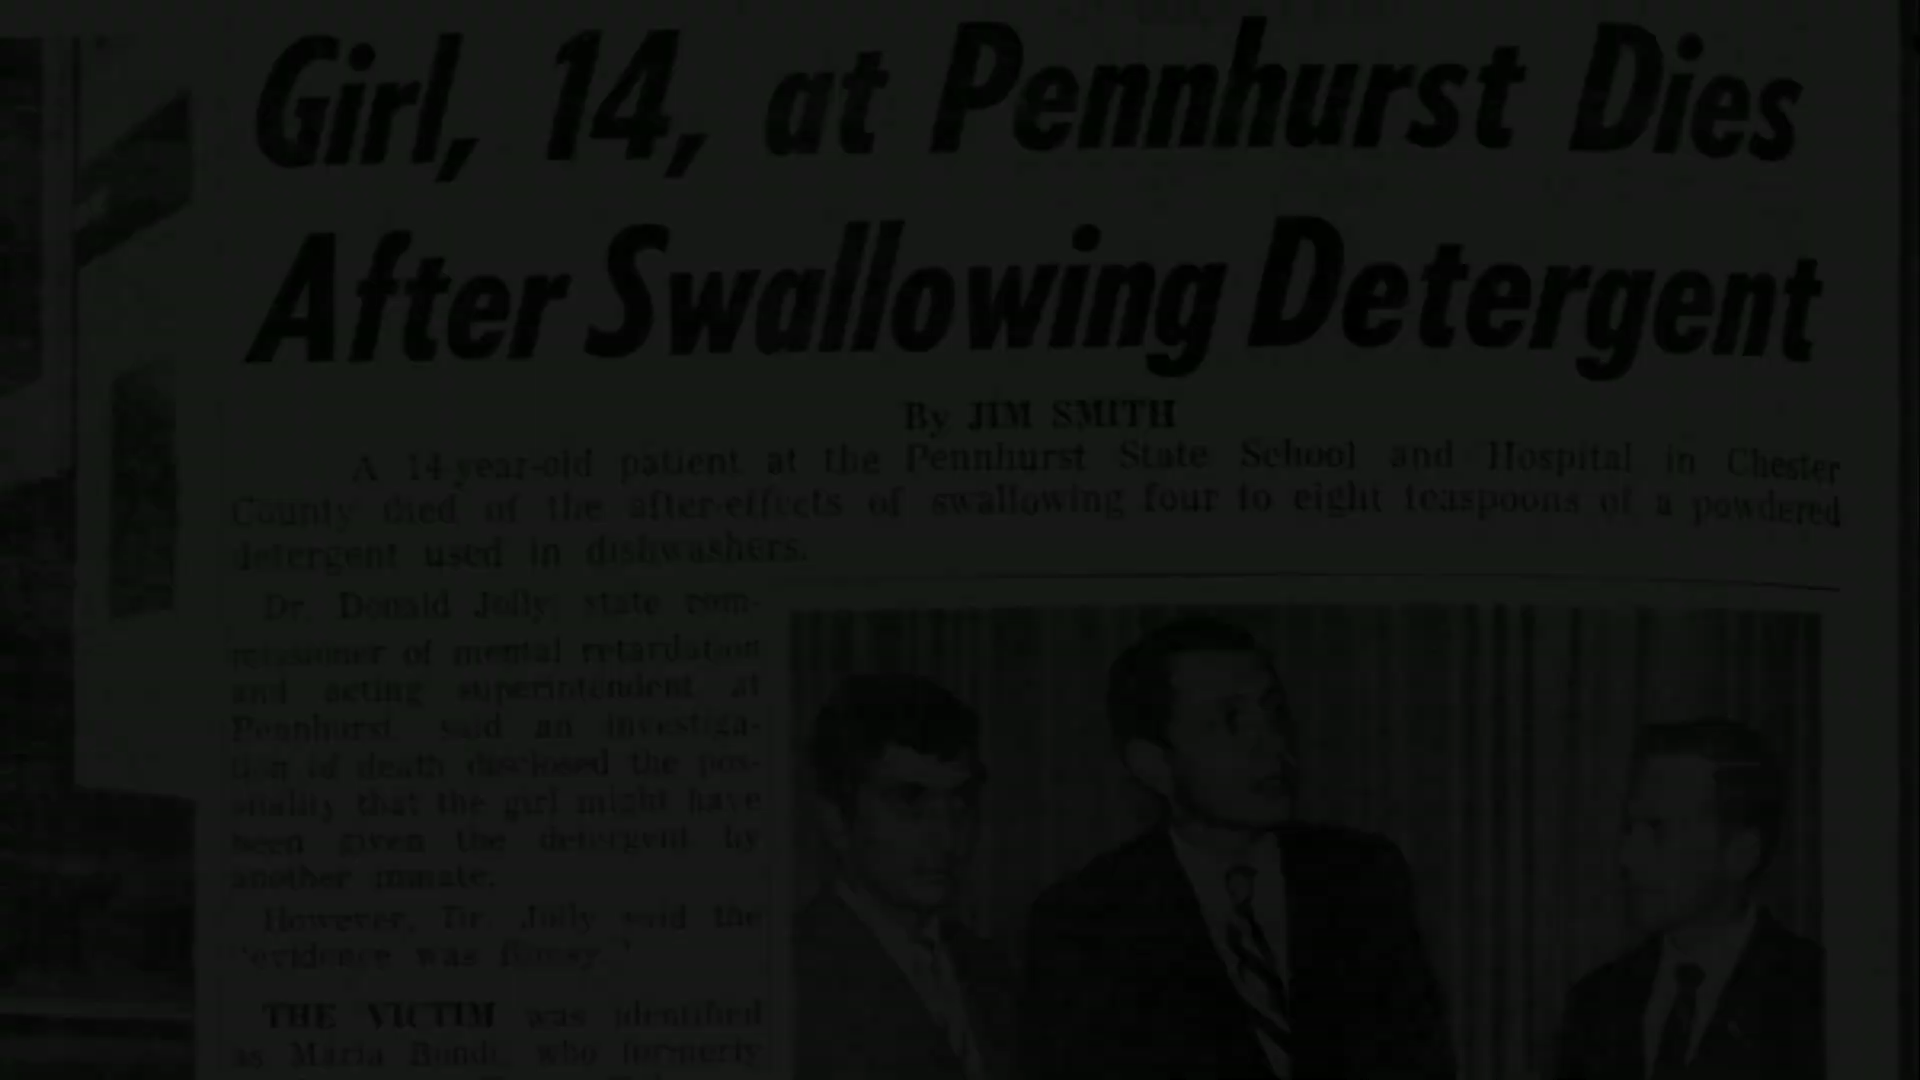 Girl, 14, at Pennhurst Dies
After Swallowing Detergent
By JIM SMITH
A 14-year-old patient at the Pennhurst State School and Hospital in Chester
County died of the after-effects of swallowing four to eight teaspoons of a powdered
detergent used in dishwashers.
Dr. Donald Jolly, state com-
missioner of mental retardation
and acting superintendent at
Pennhurst, said an investiga-
tion of death disclosed the pos-
that the girl might have
been given the detergent by
another inmate.
However, Dr. Jolly said the
"evidence was flimsy."
THE VICTIM was identified
as Maria who formerly